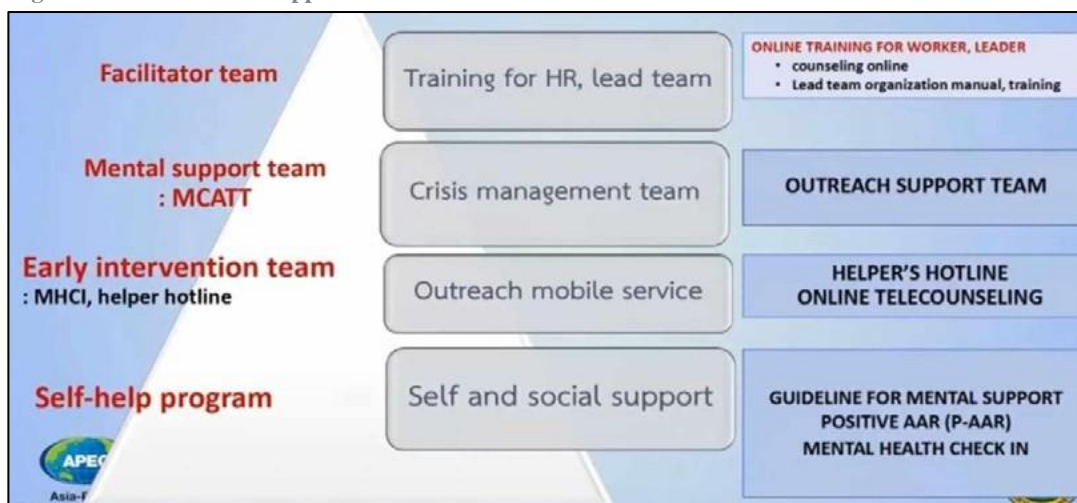 Facilitator team
Training for HR, lead team
ONLINE TRAINING FOR WORKER, LEADER
• counseling online
• Lead team organization manual, training
Mental support team
: MCATT
Crisis management team
OUTREACH SUPPORT TEAM
Early intervention team
: MHCI, helper hotline
Outreach mobile service
HELPER'S HOTLINE
ONLINE TELECOUNSELING
Self-help program
Self and social support
GUIDELINE FOR MENTAL SUPPORT
POSITIVE AAR (P-AAR)
MENTAL HEALTH CHECK IN
APEC